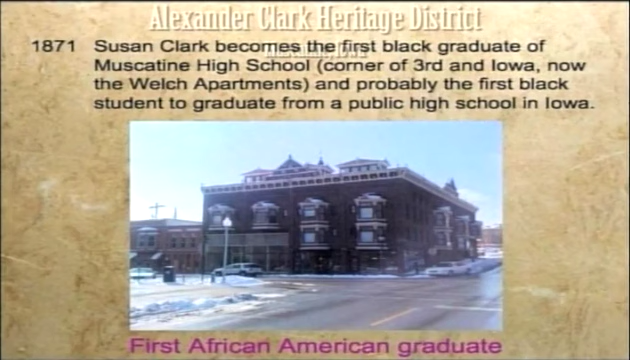 Alexander Clark Heritage District
1871 Susan Clark becomes the first black graduate of
Muscatine High School (corner of 3rd and Iowa, now
the Welch Apartments) and probably the first black
student to graduate from a public high school in Iowa.
First African American graduate